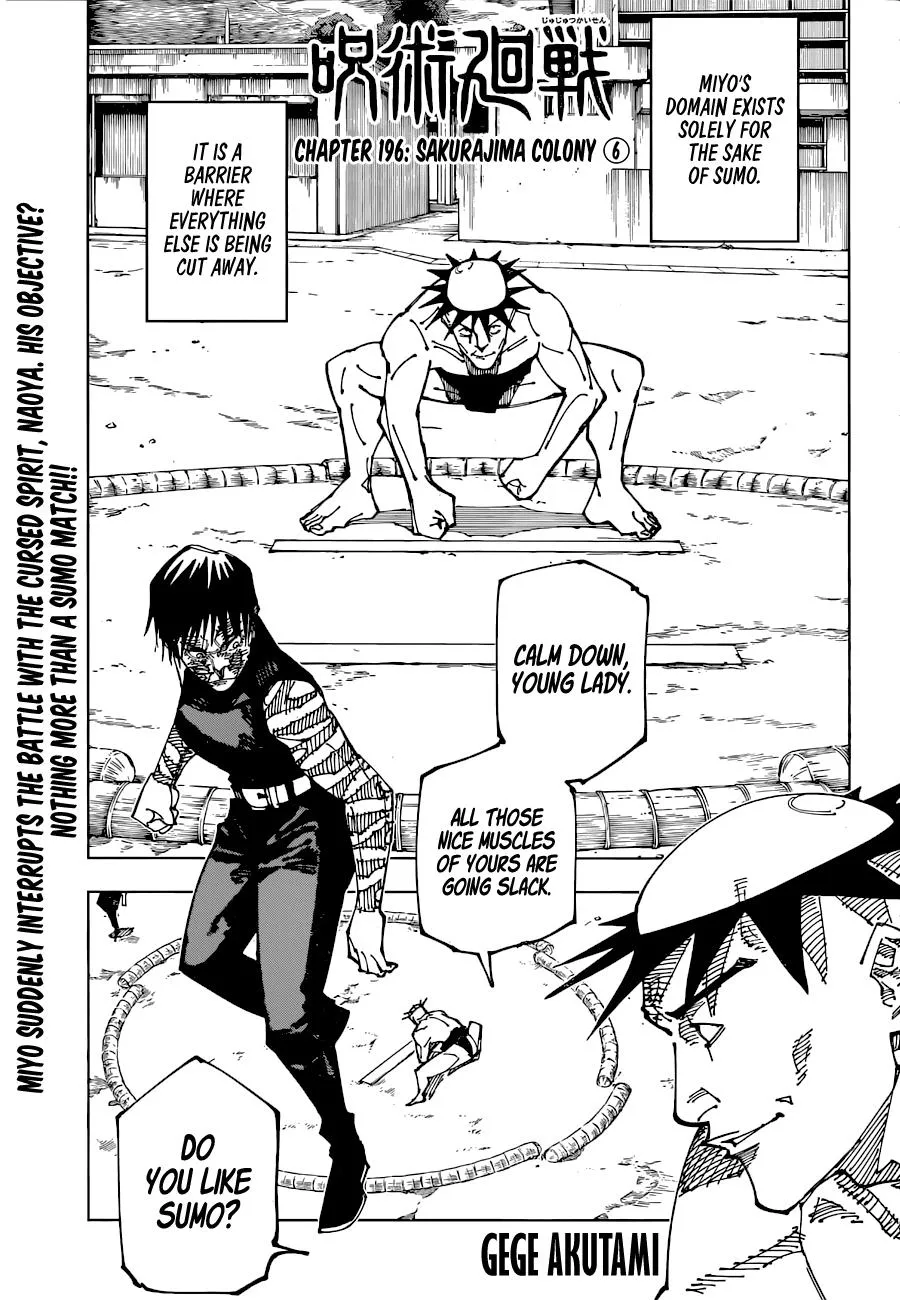 じゅじゅつかいせん
呪術廻戦
CHAPTER 196: SAKURAJIMA COLONY ⑥
MIYO'S
DOMAIN EXISTS
SOLELY FOR
THE SAKE
OF SUMO.
IT IS A
BARRIER
WHERE
EVERYTHING
ELSE IS BEING
CUT AWAY.
MIYO SUDDENLY INTERRUPTS THE BATTLE WITH THE CURSED SPIRIT, NAOYA. HIS OBJECTIVE?
NOTHING MORE THAN A SUMO MATCH!!
CALM DOWN,
YOUNG LADY.
ALL THOSE
NICE MUSCLES
OF YOURS ARE
GOING SLACK.
DO
YOU LIKE
SUMO?
GEGE AKUTAMI